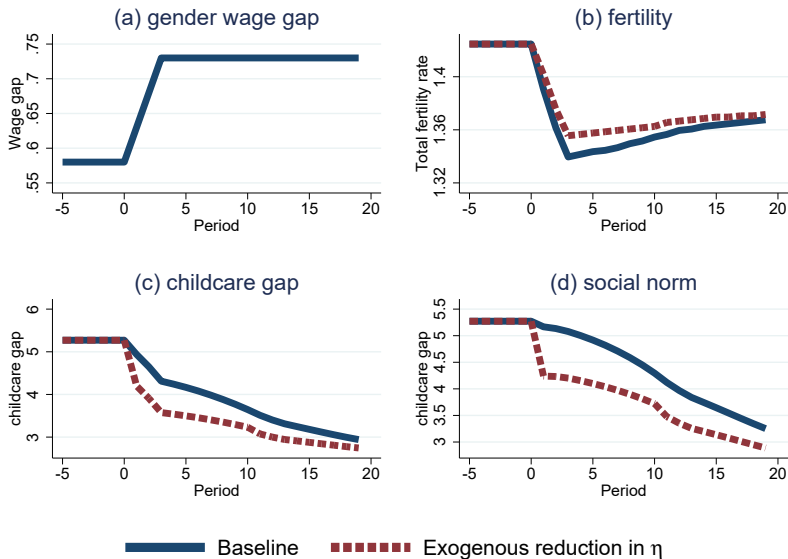 (a) gender wage gap
Wage gap
.55 .6 .65 .7 .75
-5 0 5 10 15 20
Period
(b) fertility
Total fertility rate
1.32 1.36 1.4
-5 0 5 10 15 20
Period
(c) childcare gap
childcare gap
3 4 5 6
-5 0 5 10 15 20
Period
(d) social norm
childcare gap
3 3.5 4 4.5 5 5.5
-5 0 5 10 15 20
Period
Baseline Exogenous reduction in η